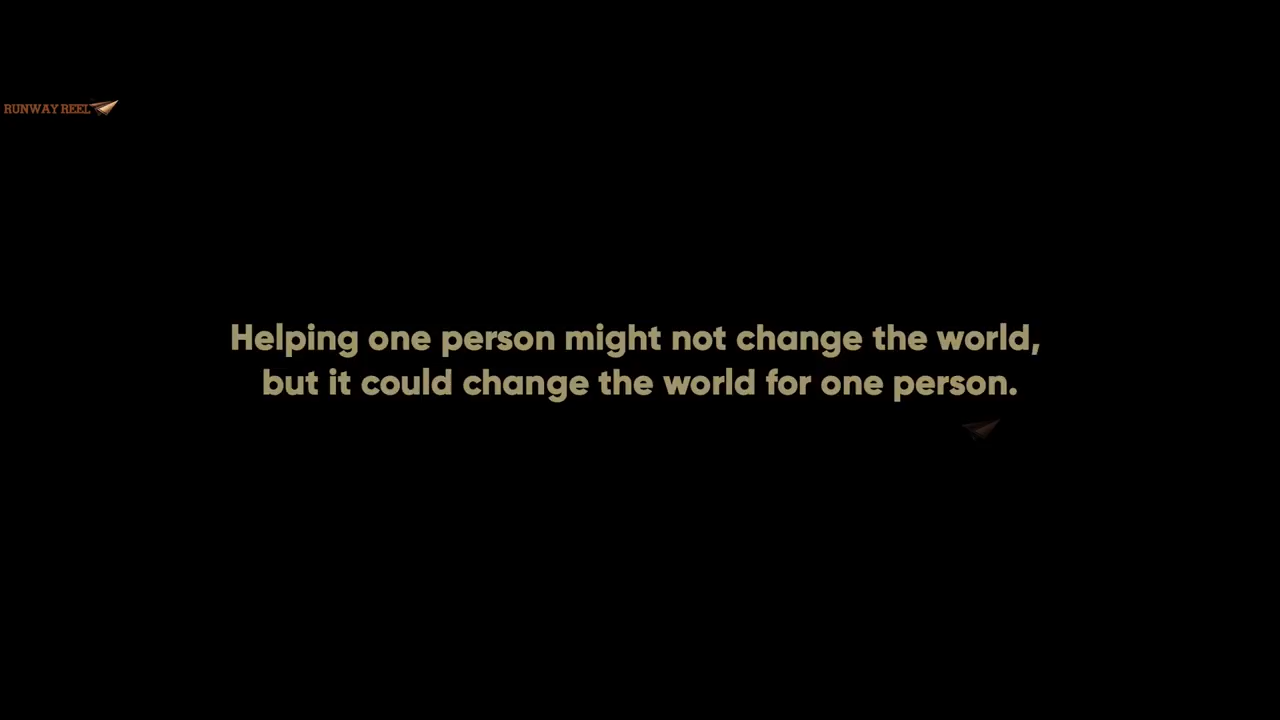 RUNWAY REEL
Helping one person might not change the world,
but it could change the world for one person.